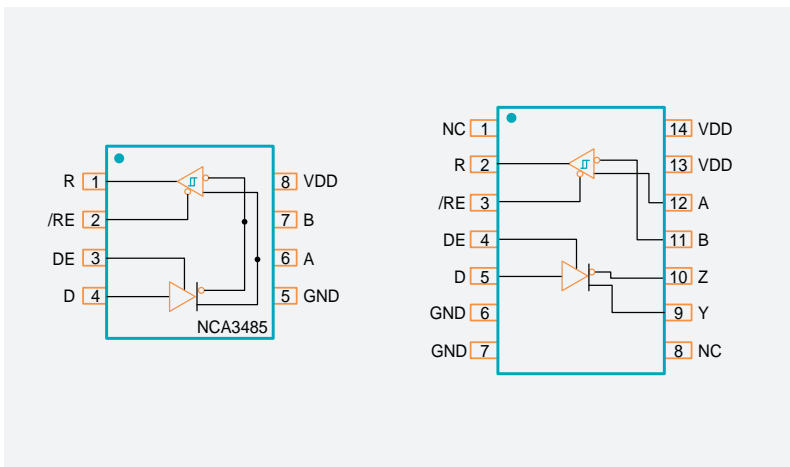 R 1
/RE 2
DE 3
D 4
8 VDD
7 B
6 A
5 GND
NCA3485
NC 1
R 2
/RE 3
DE 4
D 5
GND 6
GND 7
14 VDD
13 VDD
12 A
11 B
10 Z
9 Y
8 NC